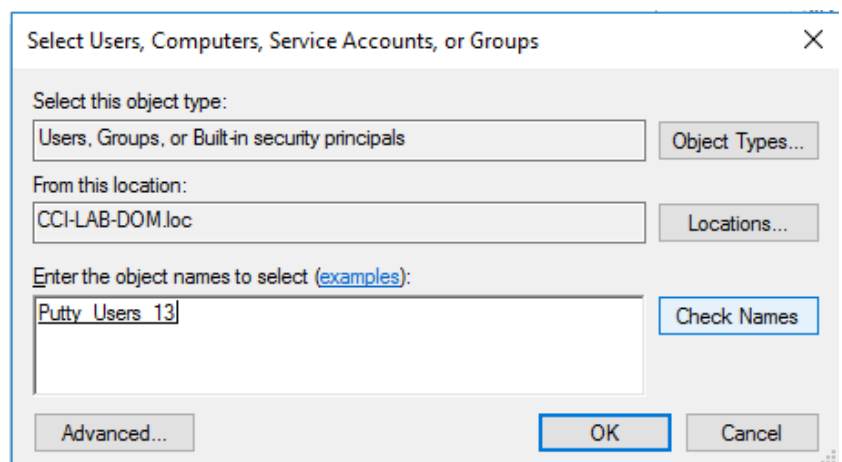 Select Users, Computers, Service Accounts, or Groups
Select this object type:
Users, Groups, or Built-in security principals
Object Types...
From this location:
CCI-LAB-DOM.loc
Locations...
Enter the object names to select (examples):
Putty_Users_13
Check Names
Advanced...
OK
Cancel